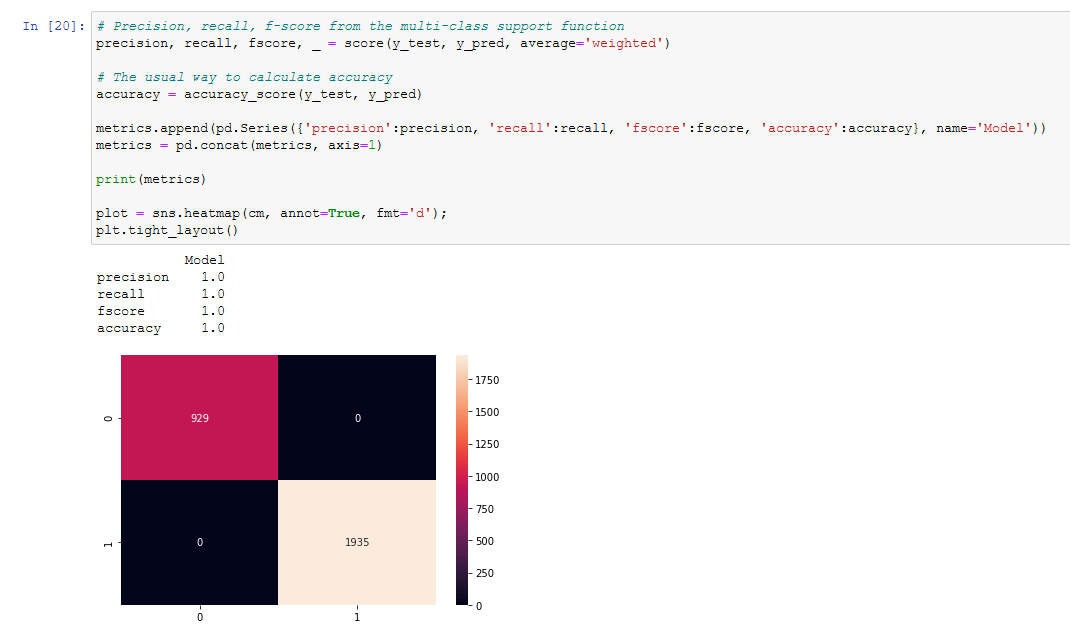 In [20]:
# Precision, recall, f-score from the multi-class support function
precision, recall, fscore, _ = score(y_test, y_pred, average='weighted')
# The usual way to calculate accuracy
accuracy = accuracy_score(y_test, y_pred)
metrics.append(pd.Series({'precision':precision, 'recall':recall, 'fscore':fscore, 'accuracy':accuracy}, name='Model'))
metrics = pd.concat(metrics, axis=1)
print(metrics)
plot = sns.heatmap(cm, annot=True, fmt='d');
plt.tight_layout()
Model
precision 1.0
recall 1.0
fscore 1.0
accuracy 1.0
0
929
0
1
0
1935
0
1
1750
1500
1250
1000
750
500
250
0